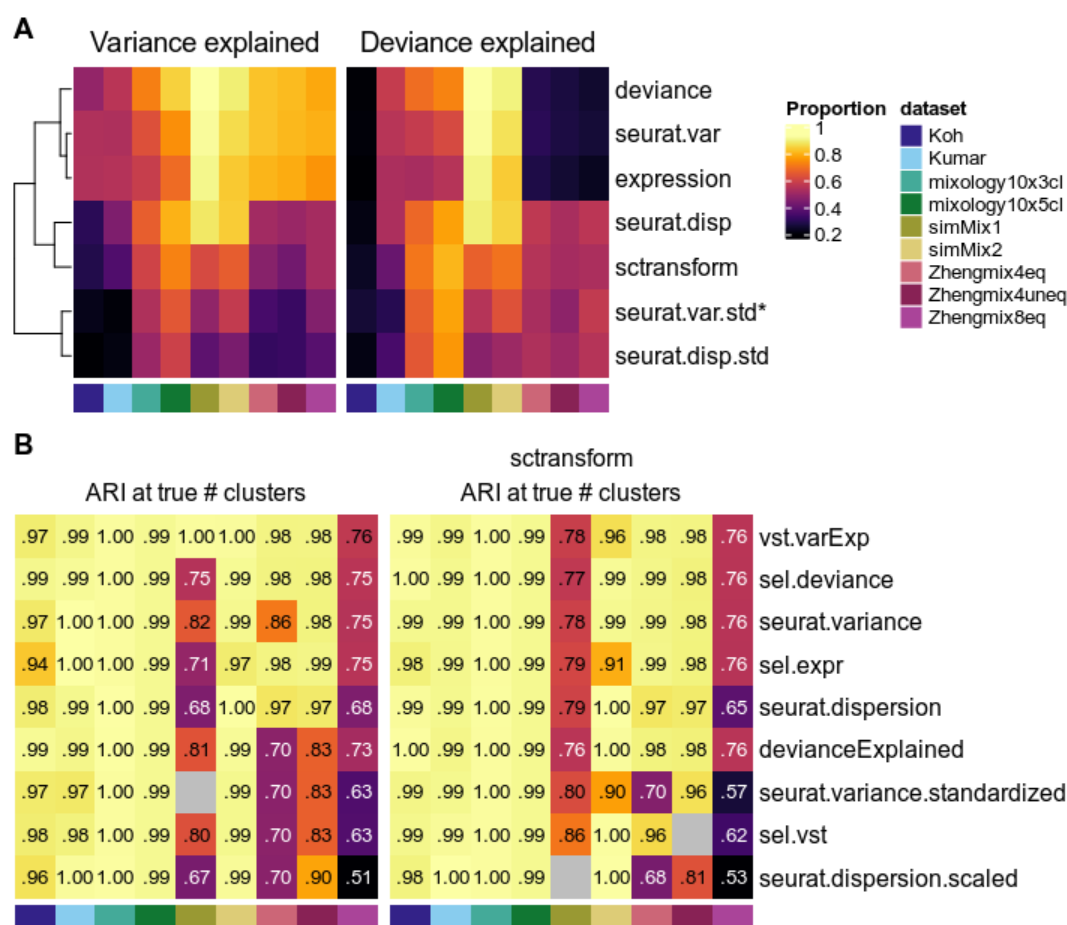 A
Variance explained
Deviance explained
deviance
seurat.var
expression
seurat.disp
sctransform
seurat.var.std*
seurat.disp.std
Proportion
1
0.8
0.6
0.4
0.2
dataset
Koh
Kumar
mixology10x3cl
mixology10x5cl
simMix1
simMix2
Zhengmix4eq
Zhengmix4uneq
Zhengmix8eq
B
sctransform
ARI at true # clusters
ARI at true # clusters
.97 .99 1.00 .99 1.00 1.00 .98 .98 .76 .99 .99 1.00 .99 .78 .96 .98 .98 .76 vst.varExp
.99 .99 1.00 .99 .75 .99 .98 .98 .75 1.00 .99 1.00 .99 .77 .99 .99 .98 .76 sel.deviance
.97 1.00 1.00 .99 .82 .99 .86 .98 .75 .99 .99 1.00 .99 .78 .99 .99 .98 .76 seurat.variance
.94 1.00 1.00 .99 .71 .97 .98 .99 .75 .98 .99 1.00 .99 .79 .91 .99 .98 .76 sel.expr
.98 .99 1.00 .99 .68 1.00 .97 .97 .68 .99 .99 1.00 .99 .79 1.00 .97 .97 .65 seurat.dispersion
.99 .99 1.00 .99 .81 .99 .70 .83 .73 1.00 .99 1.00 .99 .76 1.00 .98 .98 .76 devianceExplained
.97 .97 1.00 .99 .99 .70 .83 .63 .99 .99 1.00 .99 .80 .90 .70 .96 .57 seurat.variance.standardized
.98 .98 1.00 .99 .80 .99 .70 .83 .63 .99 .99 1.00 .99 .86 1.00 .96 .62 sel.vst
.96 1.00 1.00 .99 .67 .99 .70 .90 .51 .98 1.00 1.00 .99 1.00 .68 .81 .53 seurat.dispersion.scaled